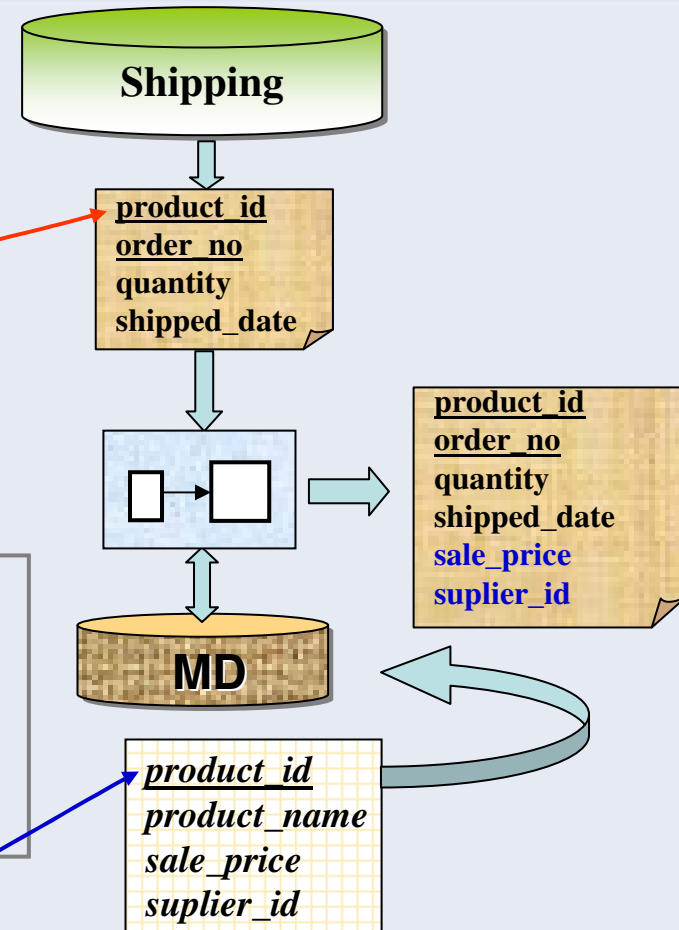 Shipping
product_id
order_no
quantity
shipped_date
product_id
order_no
quantity
shipped_date
sale_price
suplier_id
MD
product_id
product_name
sale_price
suplier_id